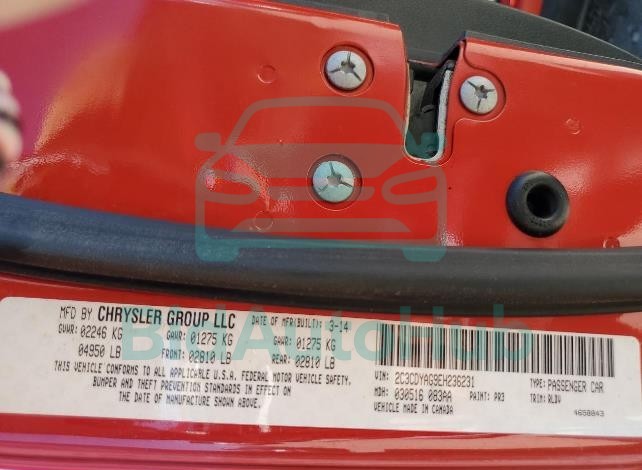 MFD BY CHRYSLER GROUP LLC DATE OF MFR(BUILT): 3-14
GVWR: 02246 KG GAWR: 01275 KG GAWR: 01275 KG
04950 LB FRONT: 02810 LB REAR: 02810 LB
THIS VEHICLE CONFORMS TO ALL APPLICABLE U.S.A. FEDERAL MOTOR VEHICLE SAFETY,
BUMPER AND THEFT PREVENTION STANDARDS IN EFFECT ON
THE DATE OF MANUFACTURE SHOWN ABOVE.
VIN: 2C3CDYAG9EH236231 TYPE: PASSENGER CAR
MDH: 030516 083AA PAINT: PR3 TRIM: RLDV
VEHICLE MADE IN CANADA 4658843
AutoHub